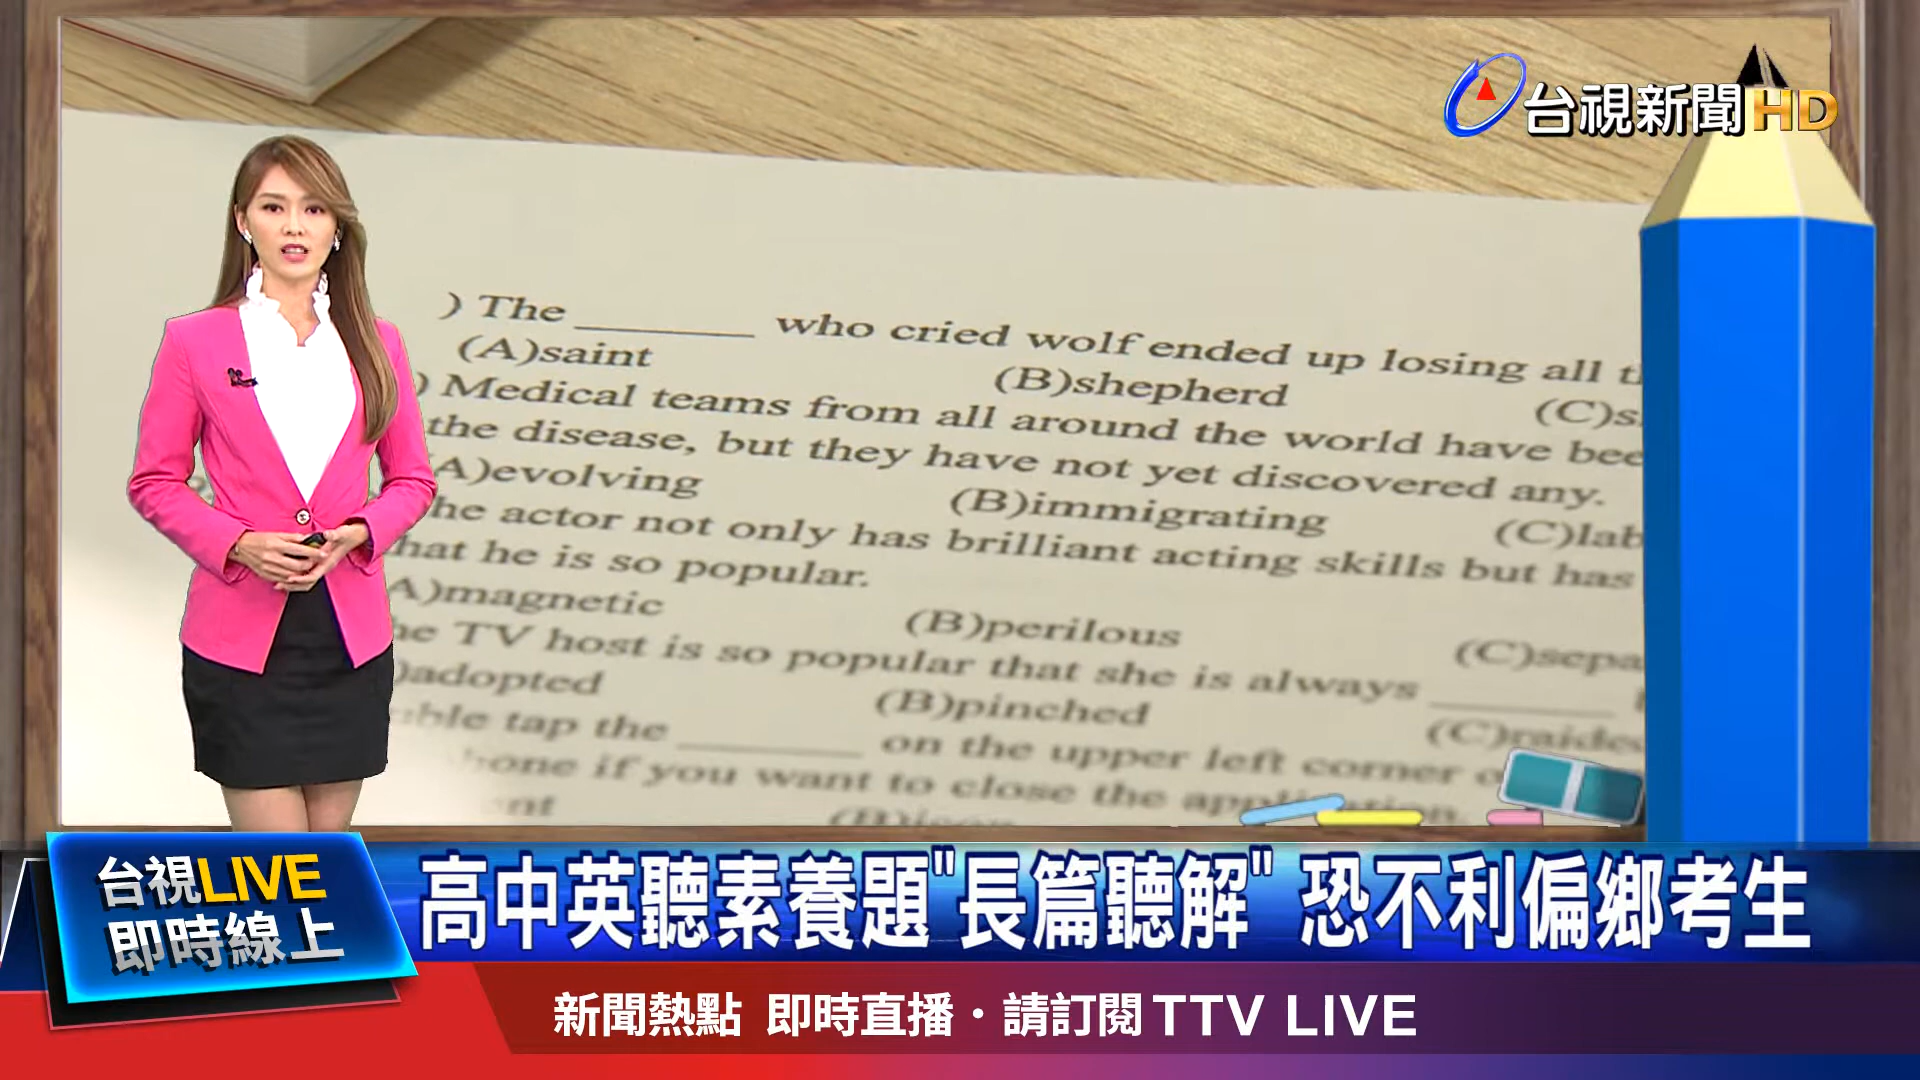 台視新聞HD
) The ______ who cried wolf ended up losing all
(A)saint (B)shepherd
) Medical teams from all around the world have
the disease, but they have not yet discovered any.
A)evolving (B)immigrating
he actor not only has brilliant acting skills but has
hat he is so popular.
A)magnetic (B)perilous
he TV host is so popular that she is always ______
)adopted (B)pinched
tap the ______ on the upper left corner
if you want to close the application.
台視LIVE
即時線上
高中英聽素養題"長篇聽解" 恐不利偏鄉考生
新聞熱點 即時直播・請訂閱TTV LIVE